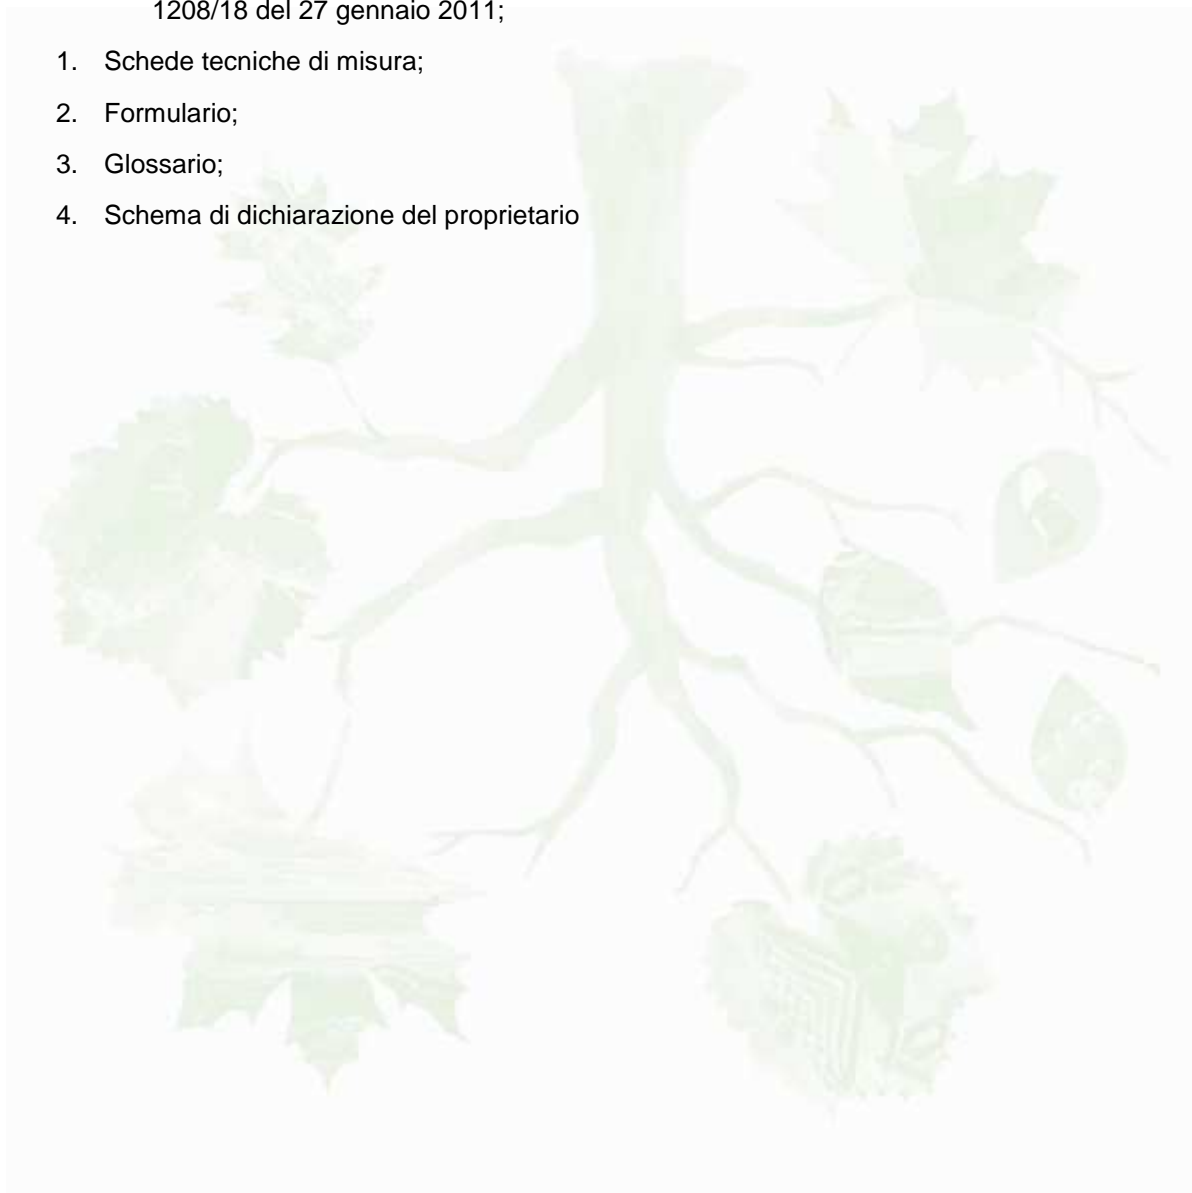 1208/18 del 27 gennaio 2011;
1. Schede tecniche di misura;
2. Formulario;
3. Glossario;
4. Schema di dichiarazione del proprietario